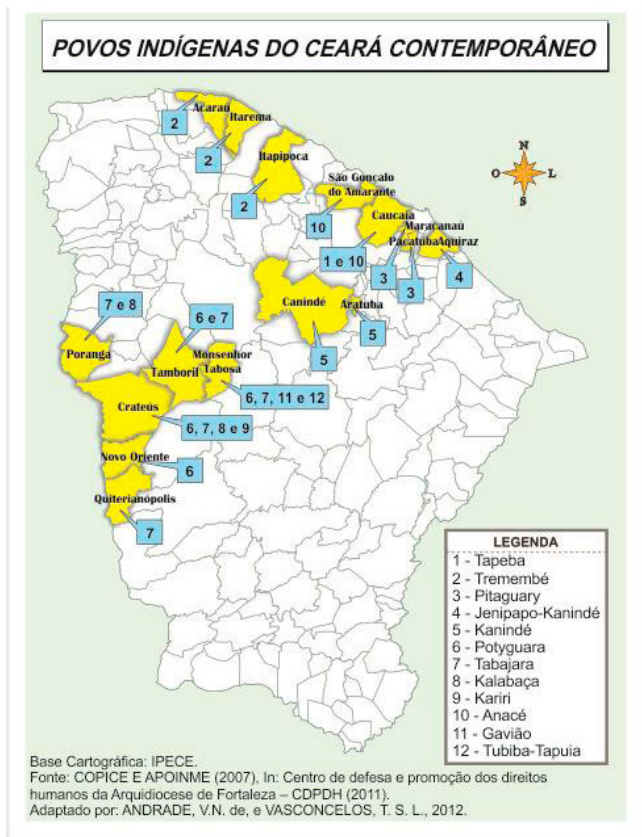 POVOS INDÍGENAS DO CEARÁ CONTEMPORÂNEO
Acaraú
Itarema
2
2
Itapipoca
2
N
O
L
S
São Gonçalo
do Amarante
10
Caucaia
1 e 10
Maracanaú
Pacatuba
Aquiraz
3
3
4
Canindé
Aratuba
5
5
7 e 8
Poranga
6 e 7
Monsenhor
Tabosa
Tamboril
6, 7, 11 e 12
Crateús
6, 7, 8 e 9
Novo Oriente
6
Quiterianópolis
7
LEGENDA
1 - Tapeba
2 - Tremembé
3 - Pitaguary
4 - Jenipapo-Kanindé
5 - Kanindé
6 - Potyguara
7 - Tabajara
8 - Kalabaça
9 - Kariri
10 - Anacé
11 - Gavião
12 - Tubiba-Tapuia
Base Cartográfica: IPECE.
Fonte: COPICE E APOINME (2007), In: Centro de defesa e promoção dos direitos
humanos da Arquidiocese de Fortaleza – CDPDH (2011).
Adaptado por: ANDRADE, V.N. de, e VASCONCELOS, T. S. L., 2012.